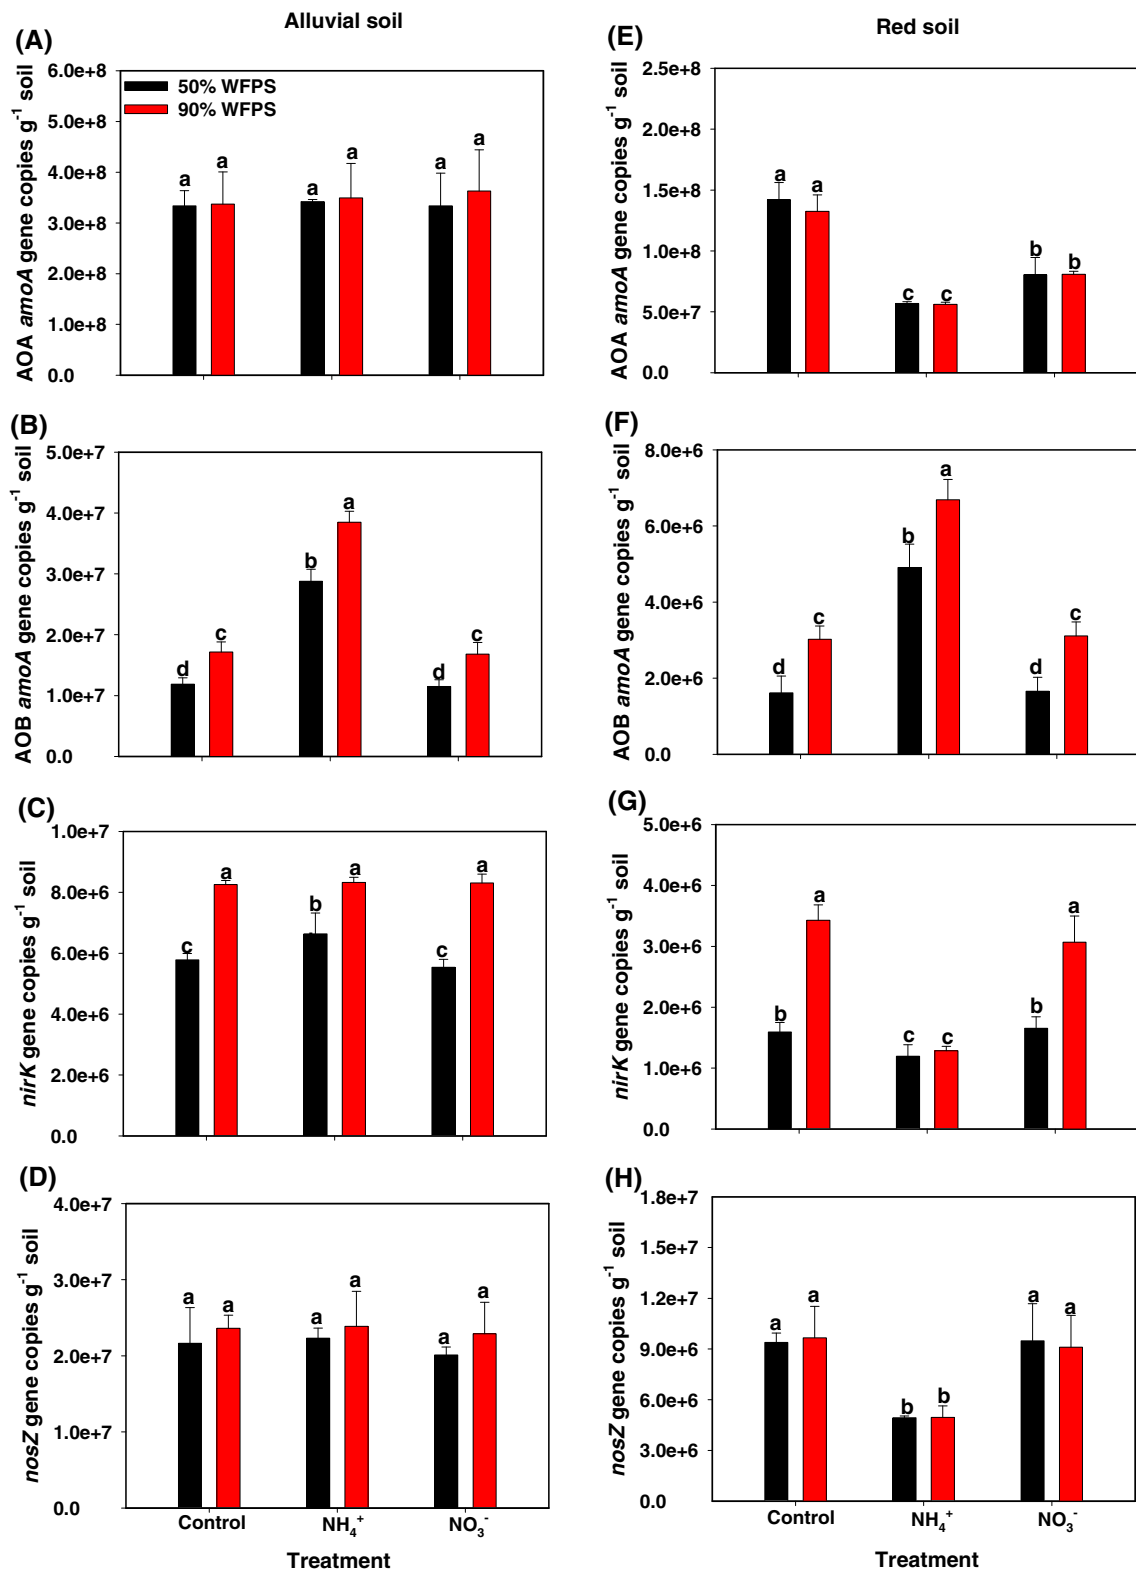 Alluvial soil
(A)
AOA amoA gene copies g⁻¹ soil
6.0e+8
5.0e+8
4.0e+8
3.0e+8
2.0e+8
1.0e+8
0.0
50% WFPS
90% WFPS
a a a a a a
(B)
AOB amoA gene copies g⁻¹ soil
5.0e+7
4.0e+7
3.0e+7
2.0e+7
1.0e+7
0.0
d c b a d c
(C)
nirK gene copies g⁻¹ soil
1.0e+7
8.0e+6
6.0e+6
4.0e+6
2.0e+6
0.0
c a b a c a
(D)
nosZ gene copies g⁻¹ soil
4.0e+7
3.0e+7
2.0e+7
1.0e+7
0.0
a a a a a a
Control NH₄⁺ NO₃⁻
Treatment
Red soil
(E)
AOA amoA gene copies g⁻¹ soil
2.5e+8
2.0e+8
1.5e+8
1.0e+8
5.0e+7
0.0
a a c c b b
(F)
AOB amoA gene copies g⁻¹ soil
8.0e+6
6.0e+6
4.0e+6
2.0e+6
0.0
d c b a d c
(G)
nirK gene copies g⁻¹ soil
5.0e+6
4.0e+6
3.0e+6
2.0e+6
1.0e+6
0.0
b a c c b a
(H)
nosZ gene copies g⁻¹ soil
1.8e+7
1.5e+7
1.2e+7
9.0e+6
6.0e+6
3.0e+6
0.0
a a b b a a
Control NH₄⁺ NO₃⁻
Treatment